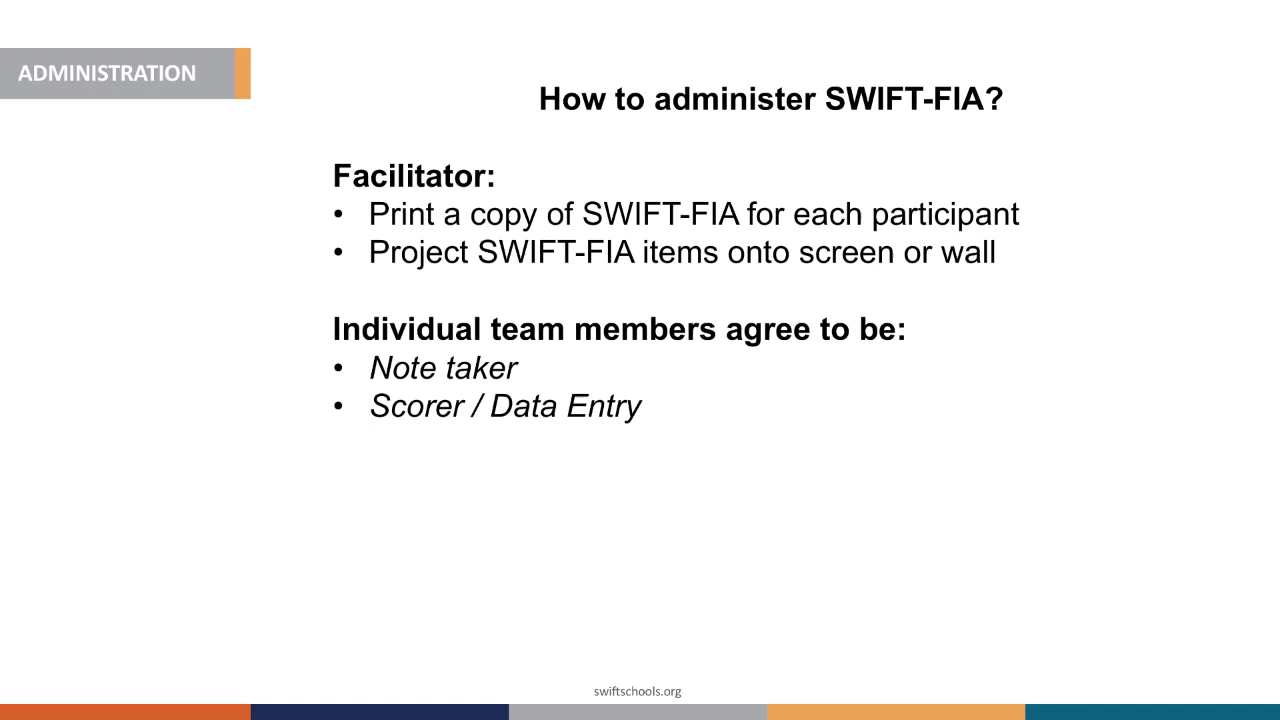 ADMINISTRATION
How to administer SWIFT-FIA?
Facilitator:
• Print a copy of SWIFT-FIA for each participant
• Project SWIFT-FIA items onto screen or wall
Individual team members agree to be:
• Note taker
• Scorer / Data Entry
swiftschools.org